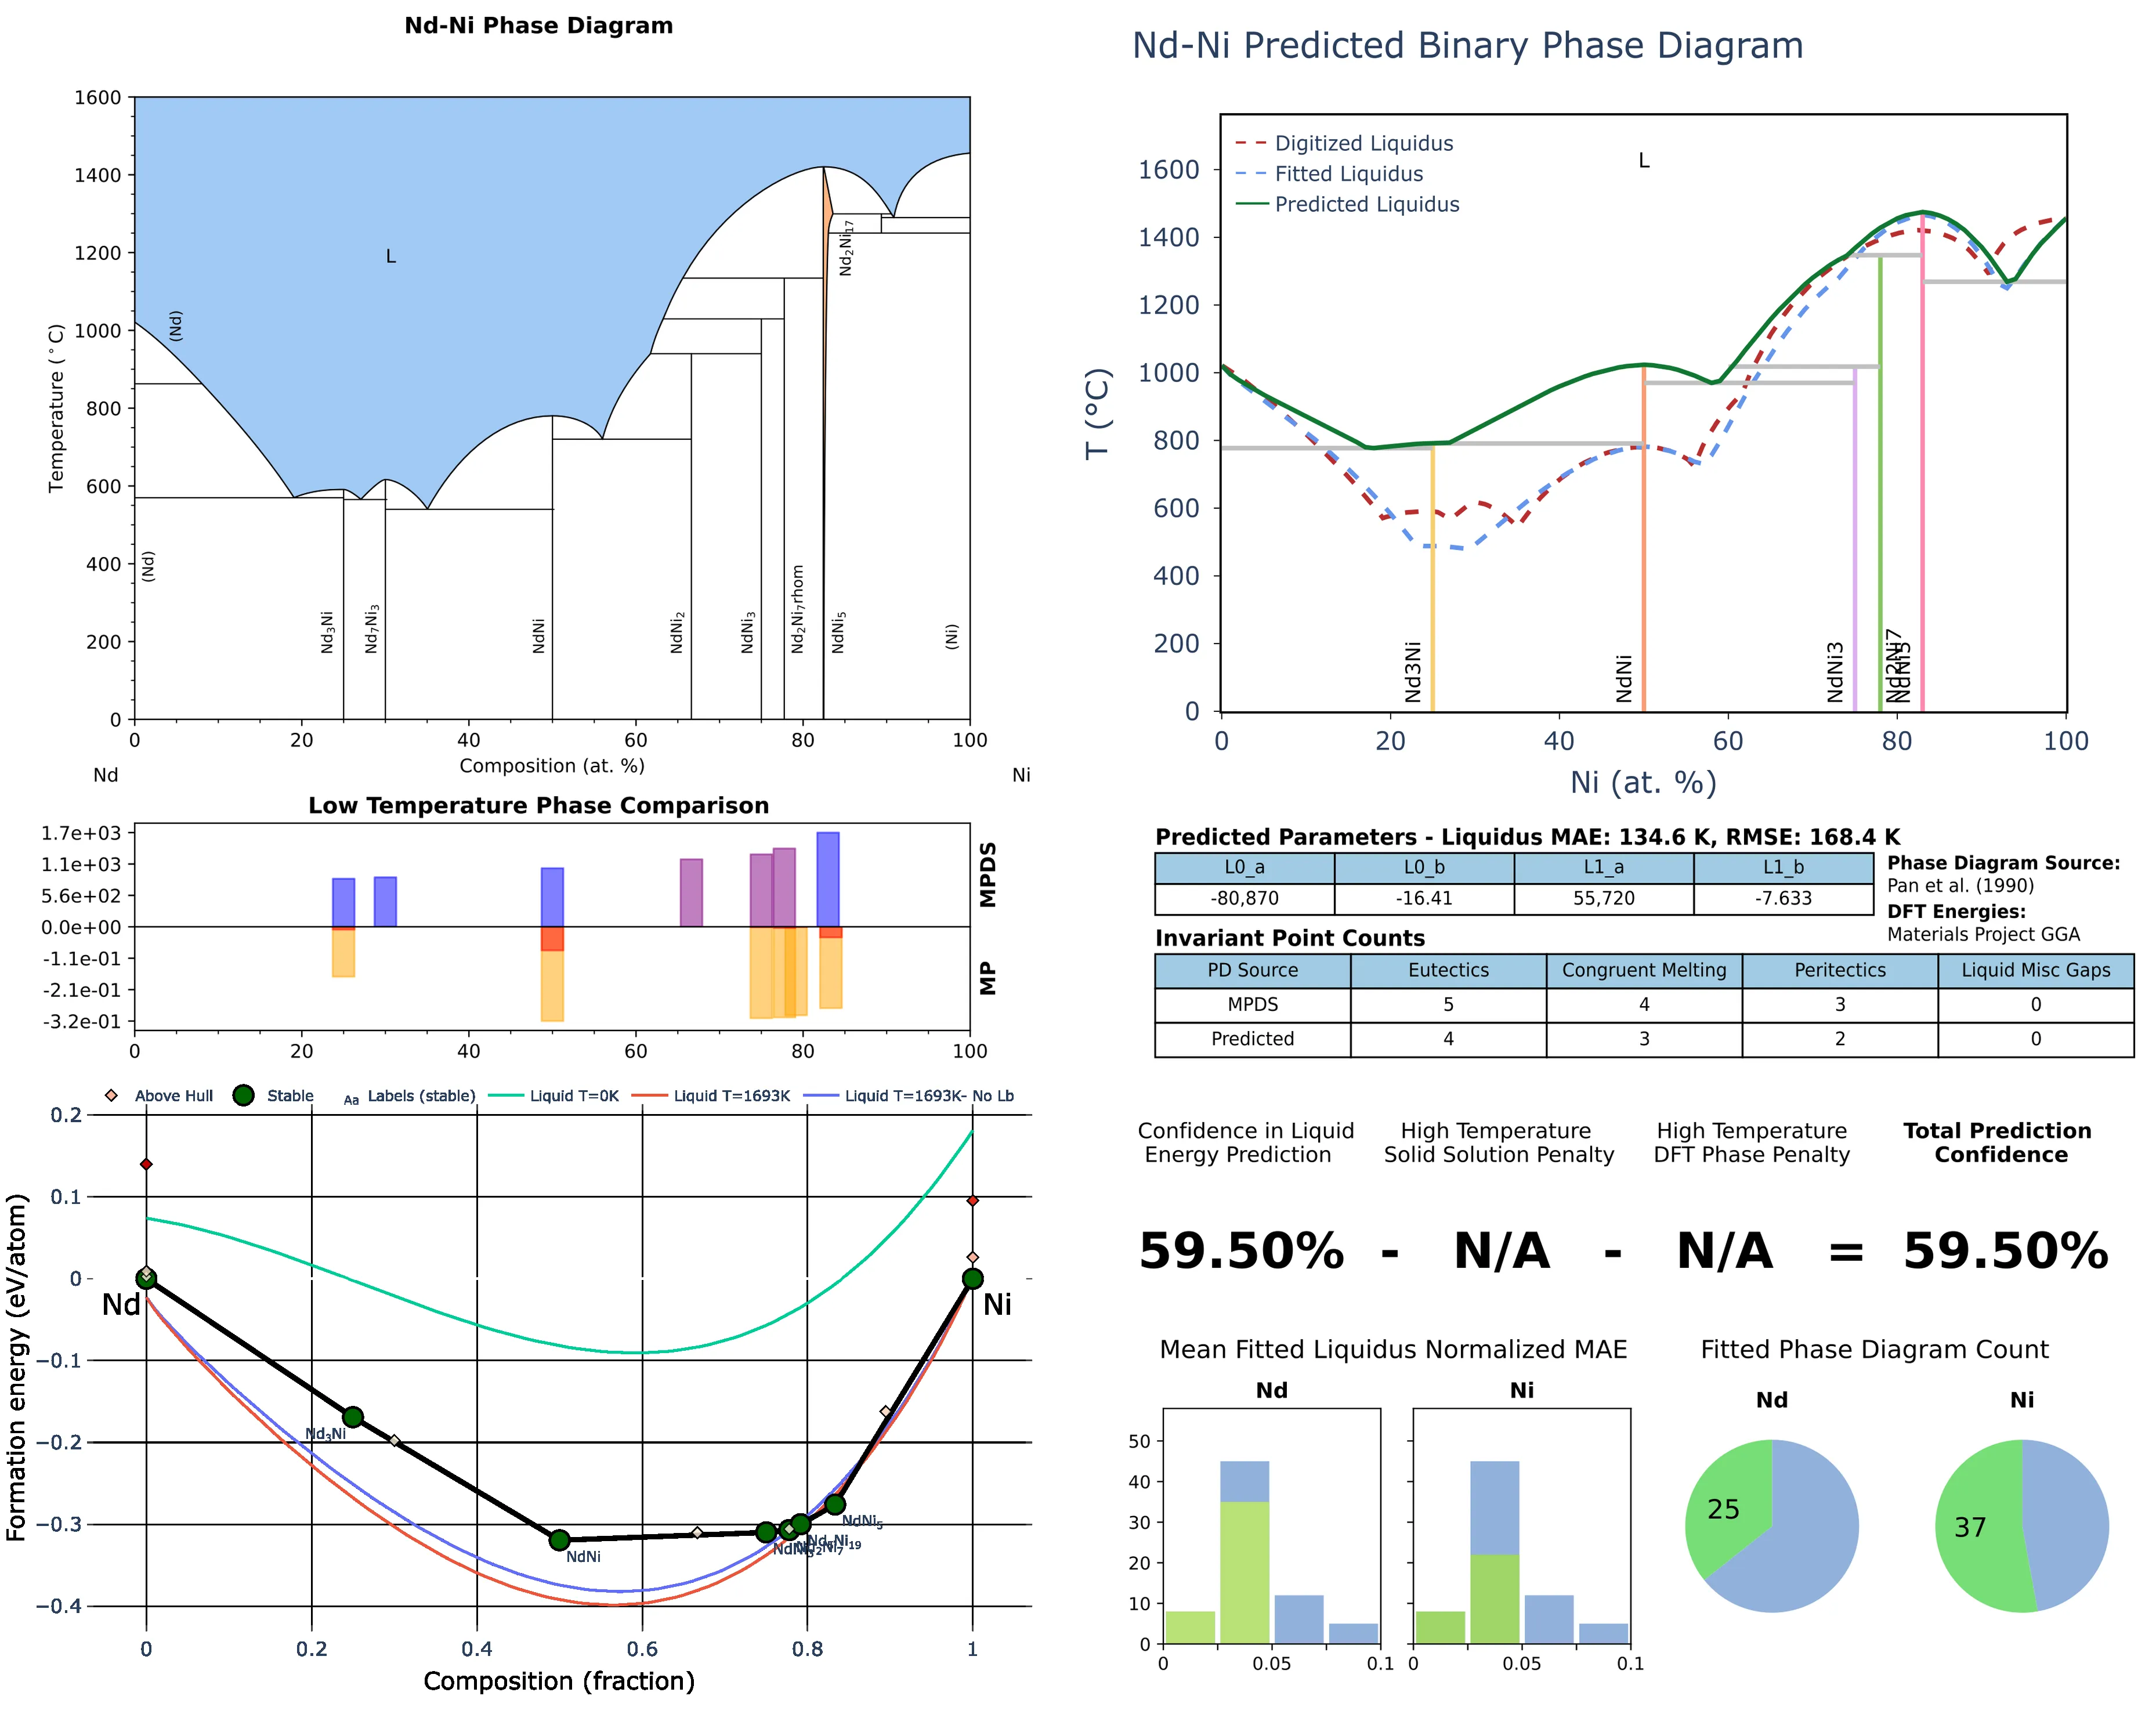 Nd-Ni Phase Diagram
1600
1400
1200
1000
800
600
400
200
0
Temperature (°C)
L
(Nd)
(Nd)
Nd3Ni
Nd7Ni3
NdNi
NdNi2
NdNi3
Nd2Ni7rhom
NdNi5
Nd2Ni17
(Ni)
0 20 40 60 80 100
Composition (at. %)
Nd Ni
Nd-Ni Predicted Binary Phase Diagram
Digitized Liquidus
Fitted Liquidus
Predicted Liquidus
L
1600
1400
1200
1000
800
600
400
200
0
T (°C)
Nd3Ni
NdNi
NdNi3
Nd2Ni7
NdNi5
0 20 40 60 80 100
Ni (at. %)
Low Temperature Phase Comparison
1.7e+03
1.1e+03
5.6e+02
0.0e+00
-1.1e-01
-2.1e-01
-3.2e-01
MPDS
MP
0 20 40 60 80 100
Predicted Parameters - Liquidus MAE: 134.6 K, RMSE: 168.4 K
L0_a L0_b L1_a L1_b
-80,870 -16.41 55,720 -7.633
Phase Diagram Source:
Pan et al. (1990)
DFT Energies:
Materials Project GGA
Invariant Point Counts
PD Source Eutectics Congruent Melting Peritectics Liquid Misc Gaps
MPDS 5 4 3 0
Predicted 4 3 2 0
Above Hull Stable Aa Labels (stable) Liquid T=0K Liquid T=1693K Liquid T=1693K- No Lb
0.2
0.1
0
−0.1
−0.2
−0.3
−0.4
Formation energy (eV/atom)
Nd
Ni
Nd3Ni
NdNi
NdNi5
0 0.2 0.4 0.6 0.8 1
Composition (fraction)
Confidence in Liquid
Energy Prediction
High Temperature
Solid Solution Penalty
High Temperature
DFT Phase Penalty
Total Prediction
Confidence
59.50% - N/A - N/A = 59.50%
Mean Fitted Liquidus Normalized MAE
Nd Ni
50
40
30
20
10
0
0 0.05 0.1
0 0.05 0.1
Fitted Phase Diagram Count
Nd Ni
25
37